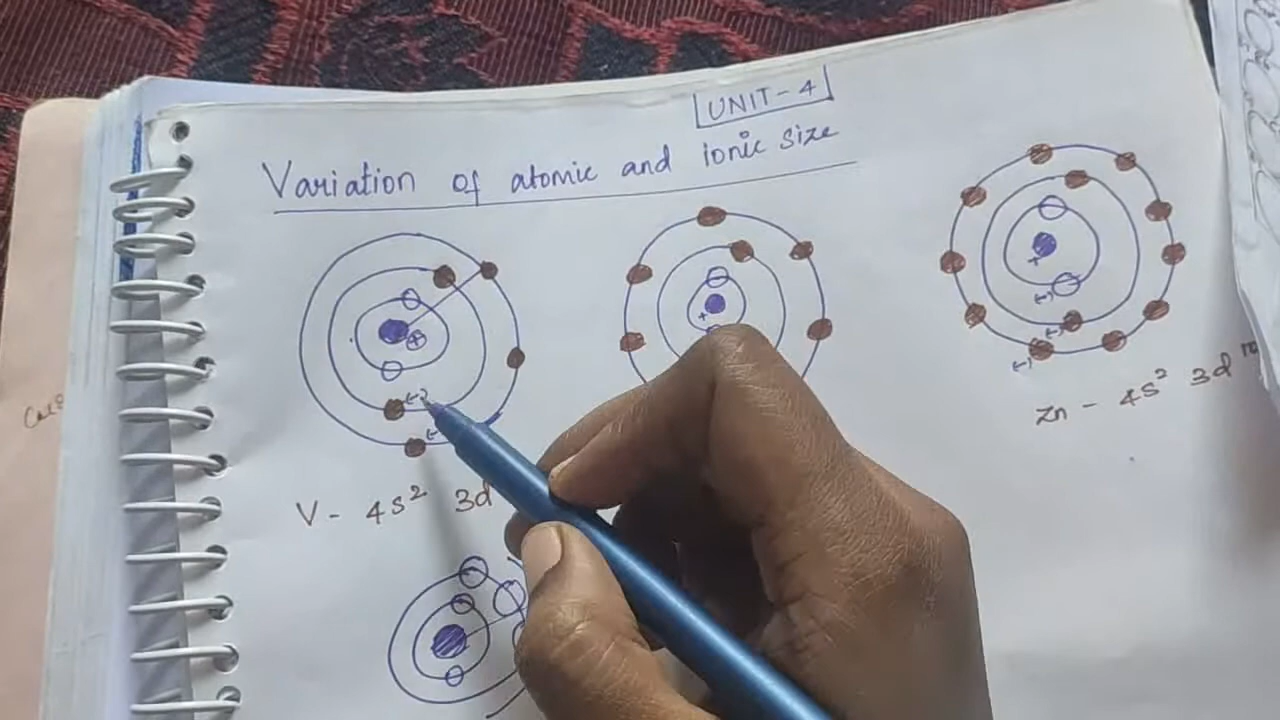 UNIT-4
Variation of atomic and ionic size
+
+
+
(-)
(-)
(-)
(-)
V - 4s² 3d
Zn - 4s² 3d¹⁰